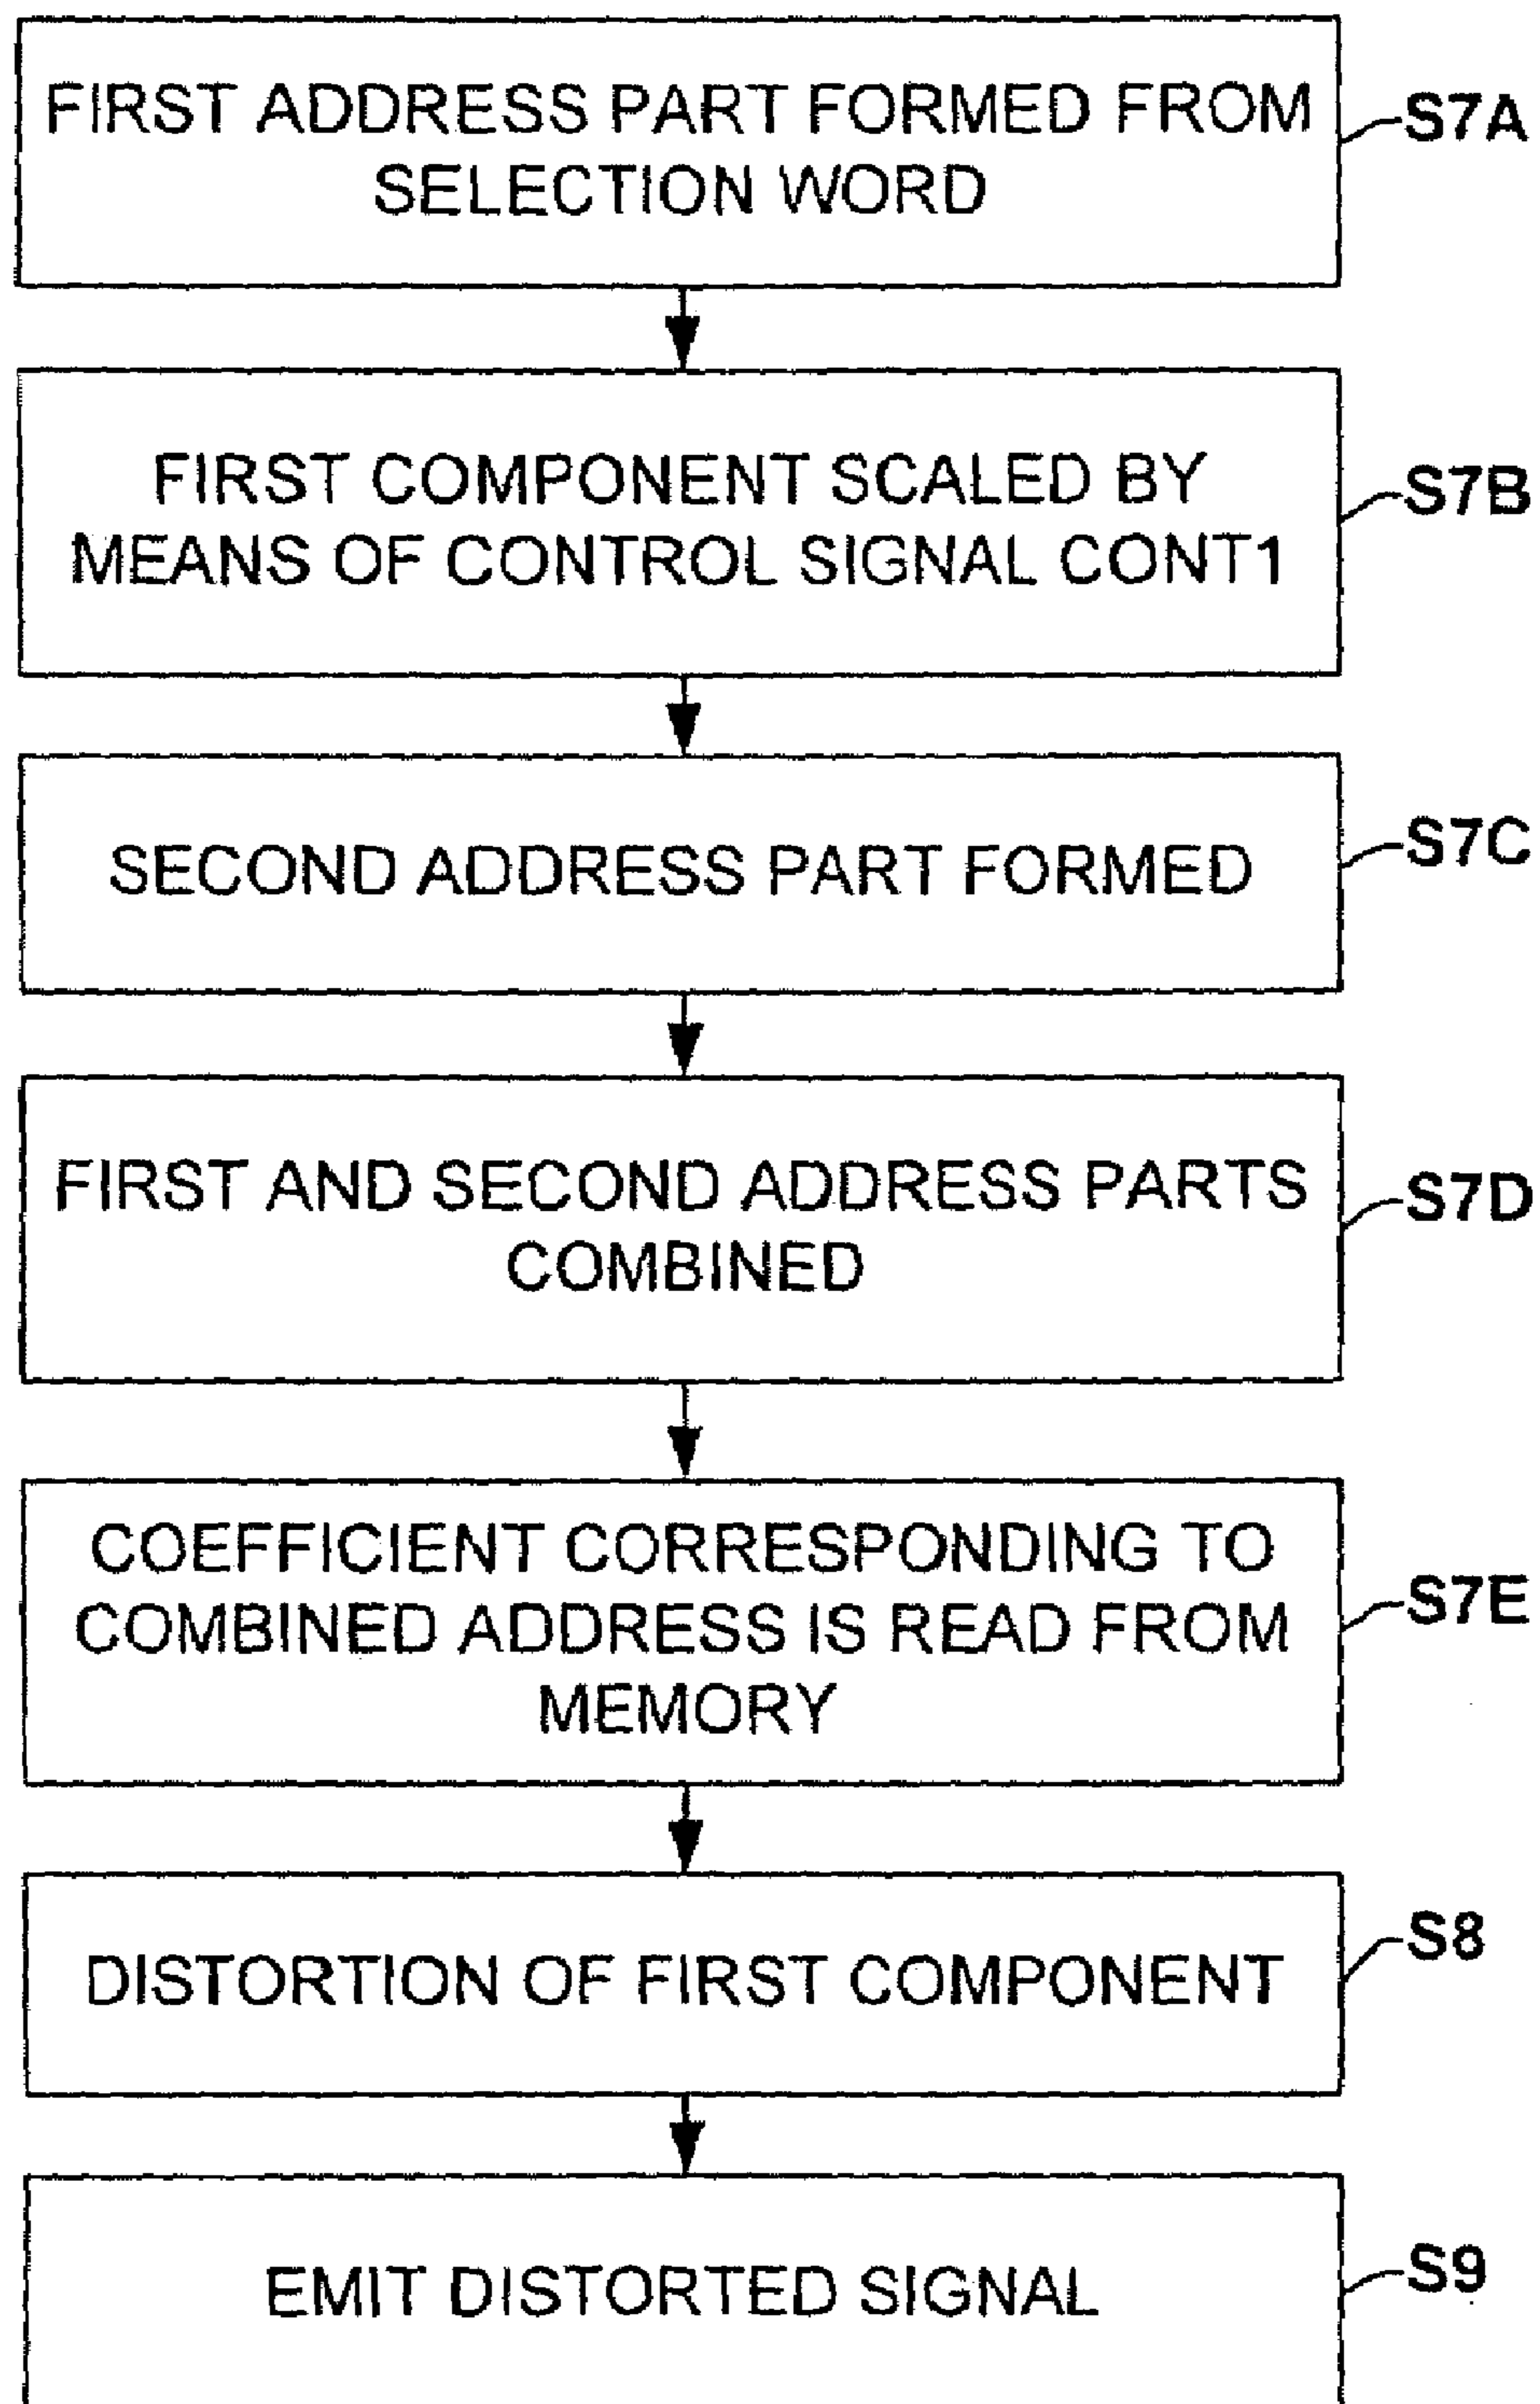 FIRST ADDRESS PART FORMED FROM
SELECTION WORD
S7A
FIRST COMPONENT SCALED BY
MEANS OF CONTROL SIGNAL CONT1
S7B
SECOND ADDRESS PART FORMED
S7C
FIRST AND SECOND ADDRESS PARTS
COMBINED
S7D
COEFFICIENT CORRESPONDING TO
COMBINED ADDRESS IS READ FROM
MEMORY
S7E
DISTORTION OF FIRST COMPONENT
S8
EMIT DISTORTED SIGNAL
S9